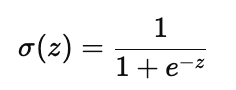 σ(z) = 1 / (1 + e^{-z})